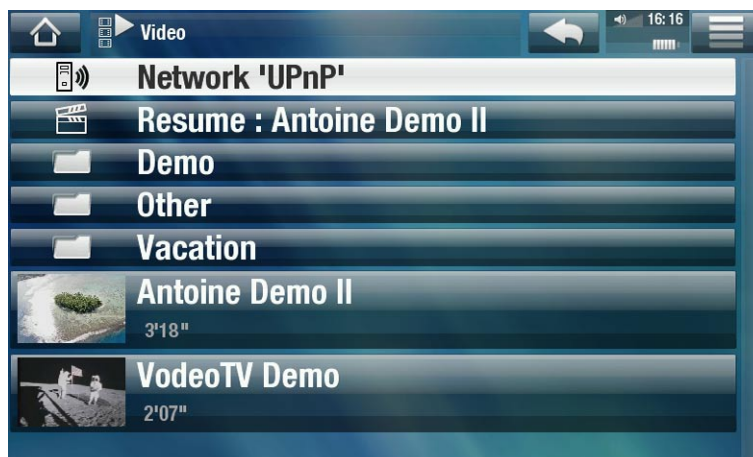 Video
16:16
Network 'UPnP'
Resume : Antoine Demo II
Demo
Other
Vacation
Antoine Demo II
3'18"
VodeoTV Demo
2'07"